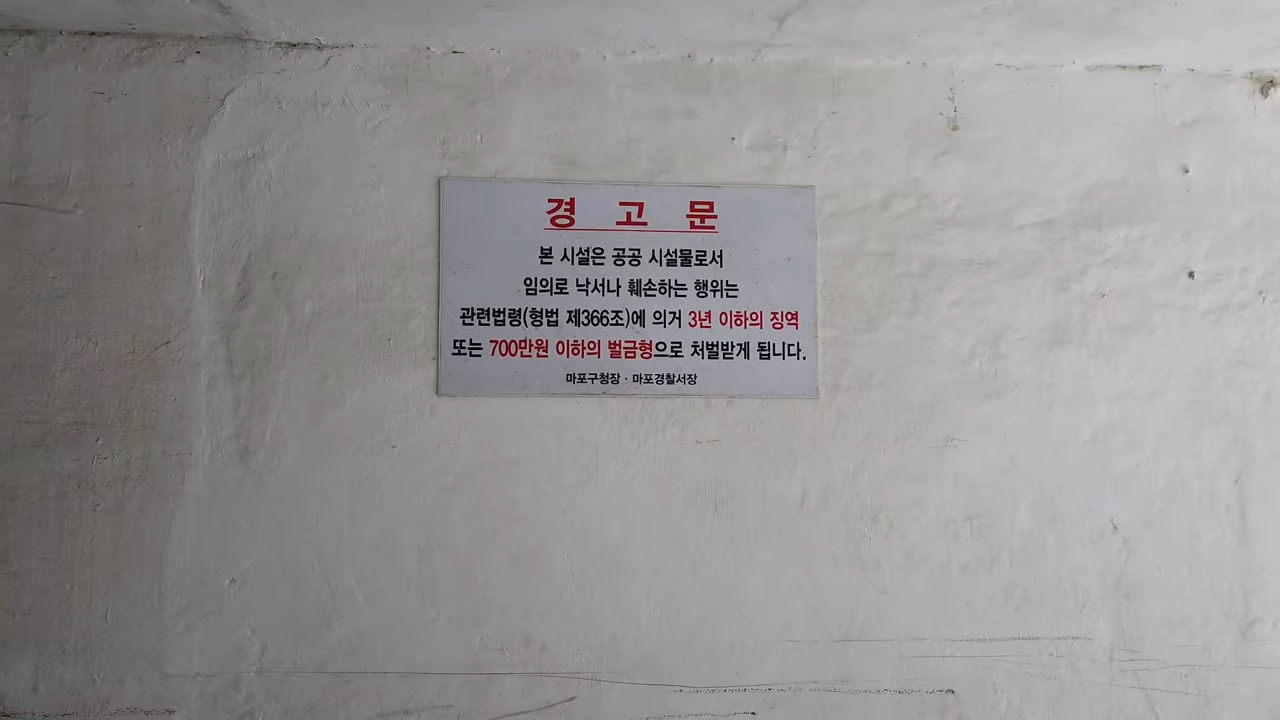 경 고 문
본 시설은 공공 시설물로서
임의로 낙서나 훼손하는 행위는
관련법령(형법 제366조)에 의거 3년 이하의 징역
또는 700만원 이하의 벌금형으로 처벌받게 됩니다.
마포구청장 · 마포경찰서장